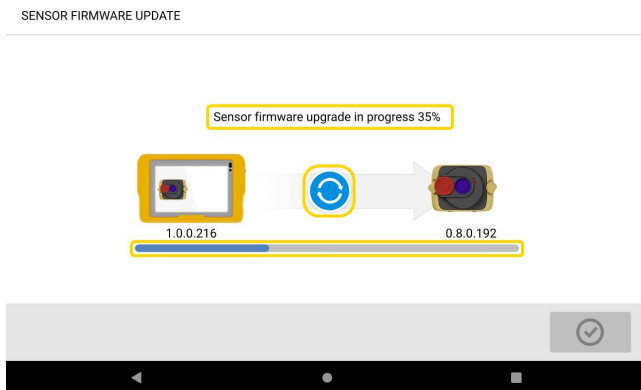 SENSOR FIRMWARE UPDATE
Sensor firmware upgrade in progress 35%
1.0.0.216
0.8.0.192